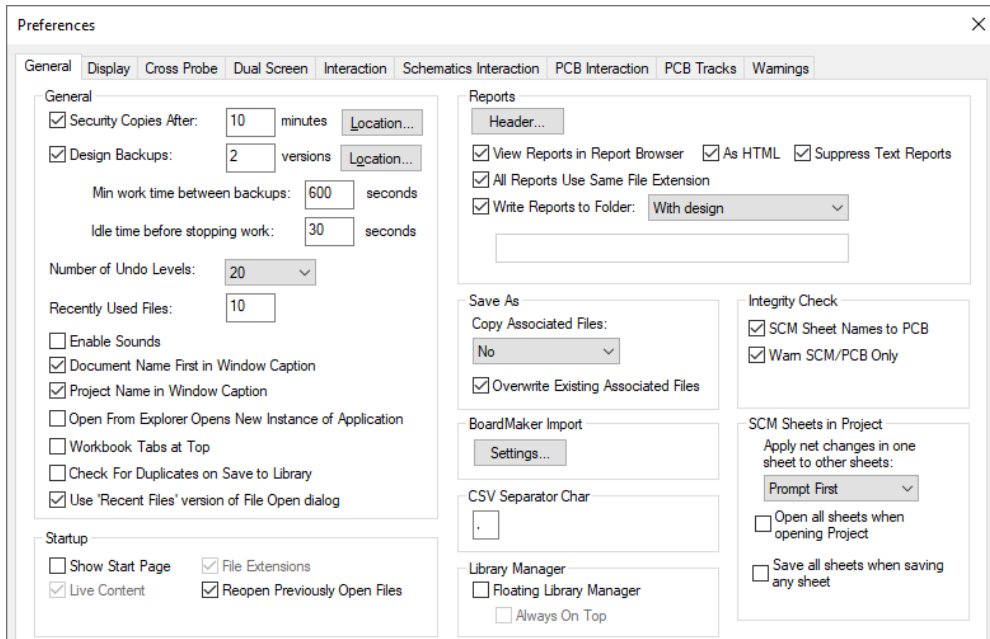 Preferences
General Display Cross Probe Dual Screen Interaction Schematics Interaction PCB Interaction PCB Tracks Warnings
General
Security Copies After: 10 minutes Location...
Design Backups: 2 versions Location...
Min work time between backups: 600 seconds
Idle time before stopping work: 30 seconds
Number of Undo Levels: 20
Recently Used Files: 10
Enable Sounds
Document Name First in Window Caption
Project Name in Window Caption
Open From Explorer Opens New Instance of Application
Workbook Tabs at Top
Check For Duplicates on Save to Library
Use 'Recent Files' version of File Open dialog
Startup
Show Start Page File Extensions
Live Content Reopen Previously Open Files
Reports
Header...
View Reports in Report Browser As HTML Suppress Text Reports
All Reports Use Same File Extension
Write Reports to Folder: With design
Save As
Copy Associated Files:
No
Overwrite Existing Associated Files
BoardMaker Import
Settings...
CSV Separator Char
,
Library Manager
Floating Library Manager
Always On Top
Integrity Check
SCM Sheet Names to PCB
Warn SCM/PCB Only
SCM Sheets in Project
Apply net changes in one
sheet to other sheets:
Prompt First
Open all sheets when
opening Project
Save all sheets when saving
any sheet